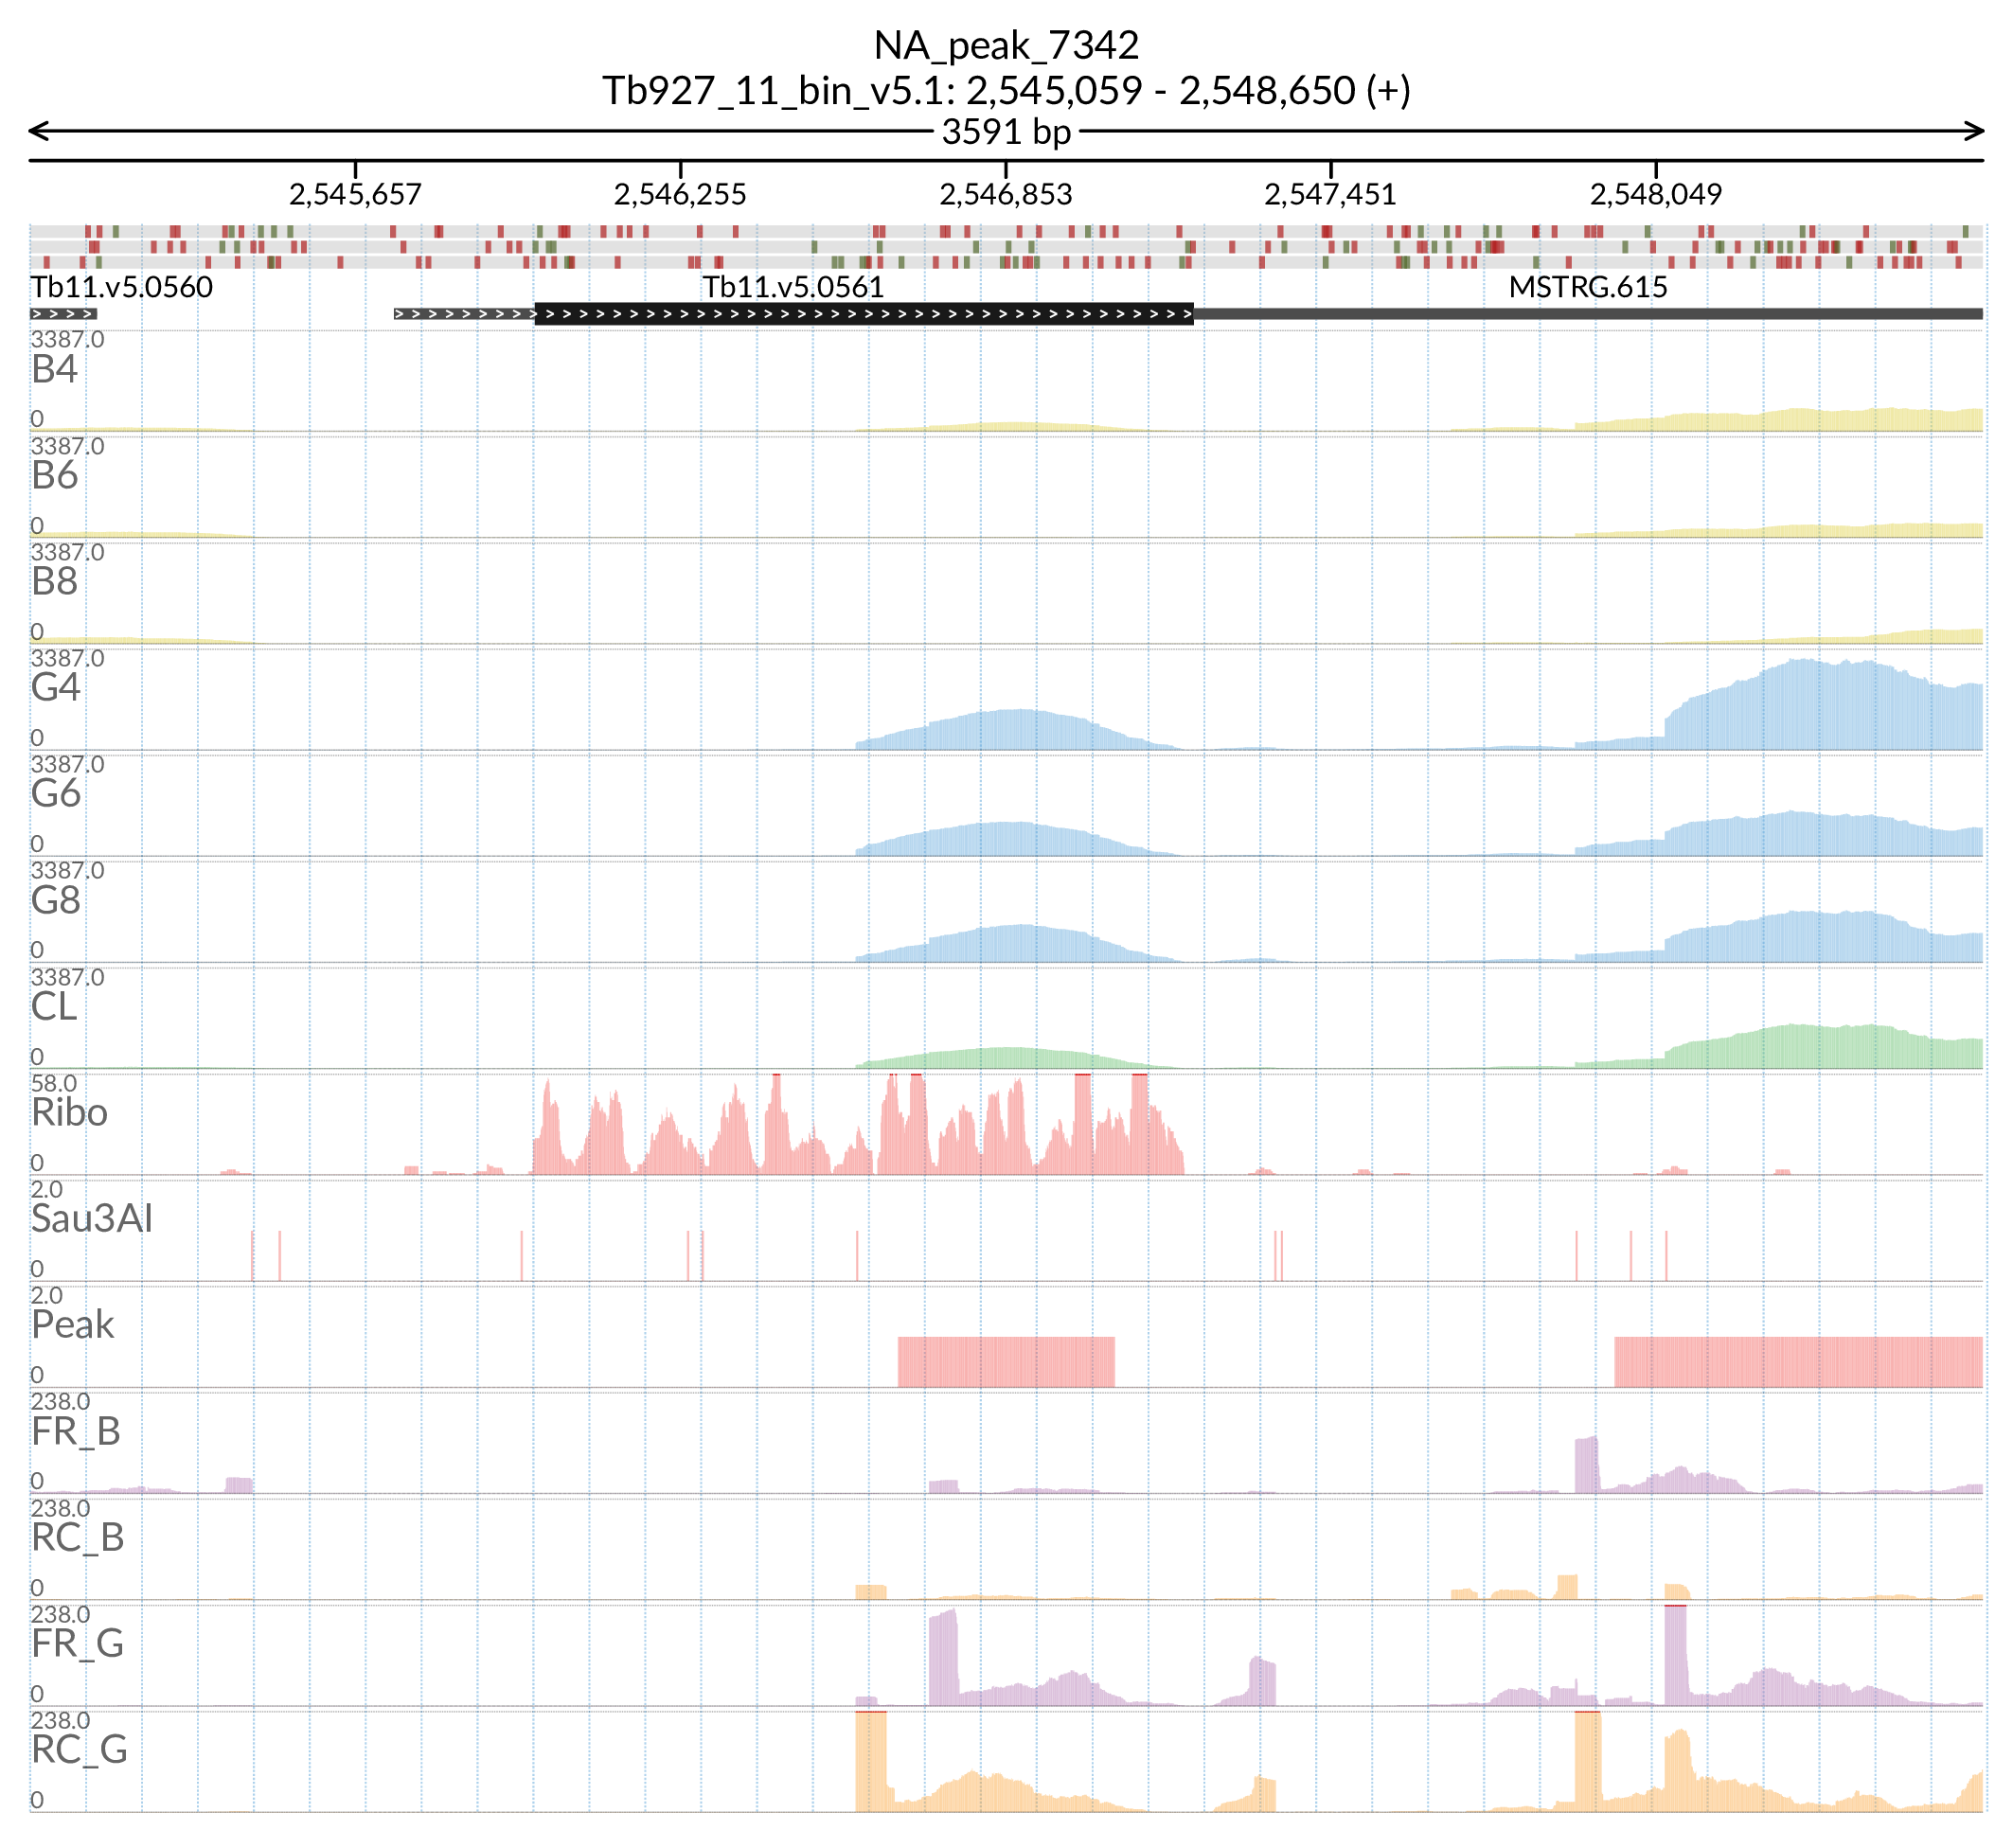 NA_peak_7342
Tb927_11_bin_v5.1: 2,545,059 - 2,548,650 (+)
3591 bp
2,545,657 2,546,255 2,546,853 2,547,451 2,548,049
Tb11.v5.0560 Tb11.v5.0561 MSTRG.615
3387.0
B4
0
3387.0
B6
0
3387.0
B8
0
3387.0
G4
0
3387.0
G6
0
3387.0
G8
0
3387.0
CL
0
58.0
Ribo
0
2.0
Sau3AI
0
2.0
Peak
0
238.0
FR_B
0
238.0
RC_B
0
238.0
FR_G
0
238.0
RC_G
0